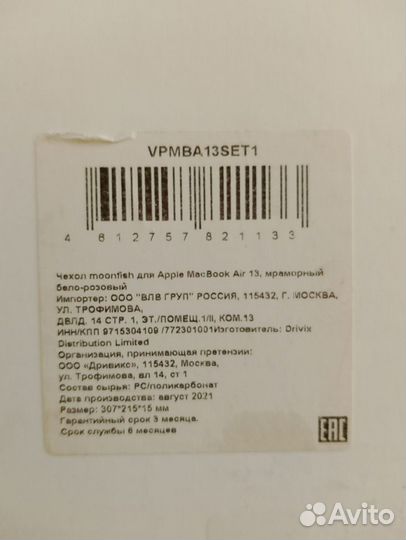 VPMBA13SET1
4 612757 821133
Чехол moonfish для Apple MacBook Air 13, мраморный
бело-розовый
Импортер: ООО "ВЛВ ГРУП" РОССИЯ, 115432, Г. МОСКВА,
УЛ. ТРОФИМОВА,
ДВЛД. 14 СТР. 1, ЭТ./ПОМЕЩ.1/II, КОМ.13
ИНН/КПП 9715304109 /772301001Изготовитель: Drivix
Distribution Limited
Организация, принимающая претензии:
ООО «Дривикс», 115432, Москва,
ул. Трофимова, вл 14, ст 1
Состав сырья: PC/поликарбонат
Дата производства: август 2021
Размер: 307*215*15 мм
Гарантийный срок 3 месяца.
Срок службы 6 месяцев
EAC
Avito